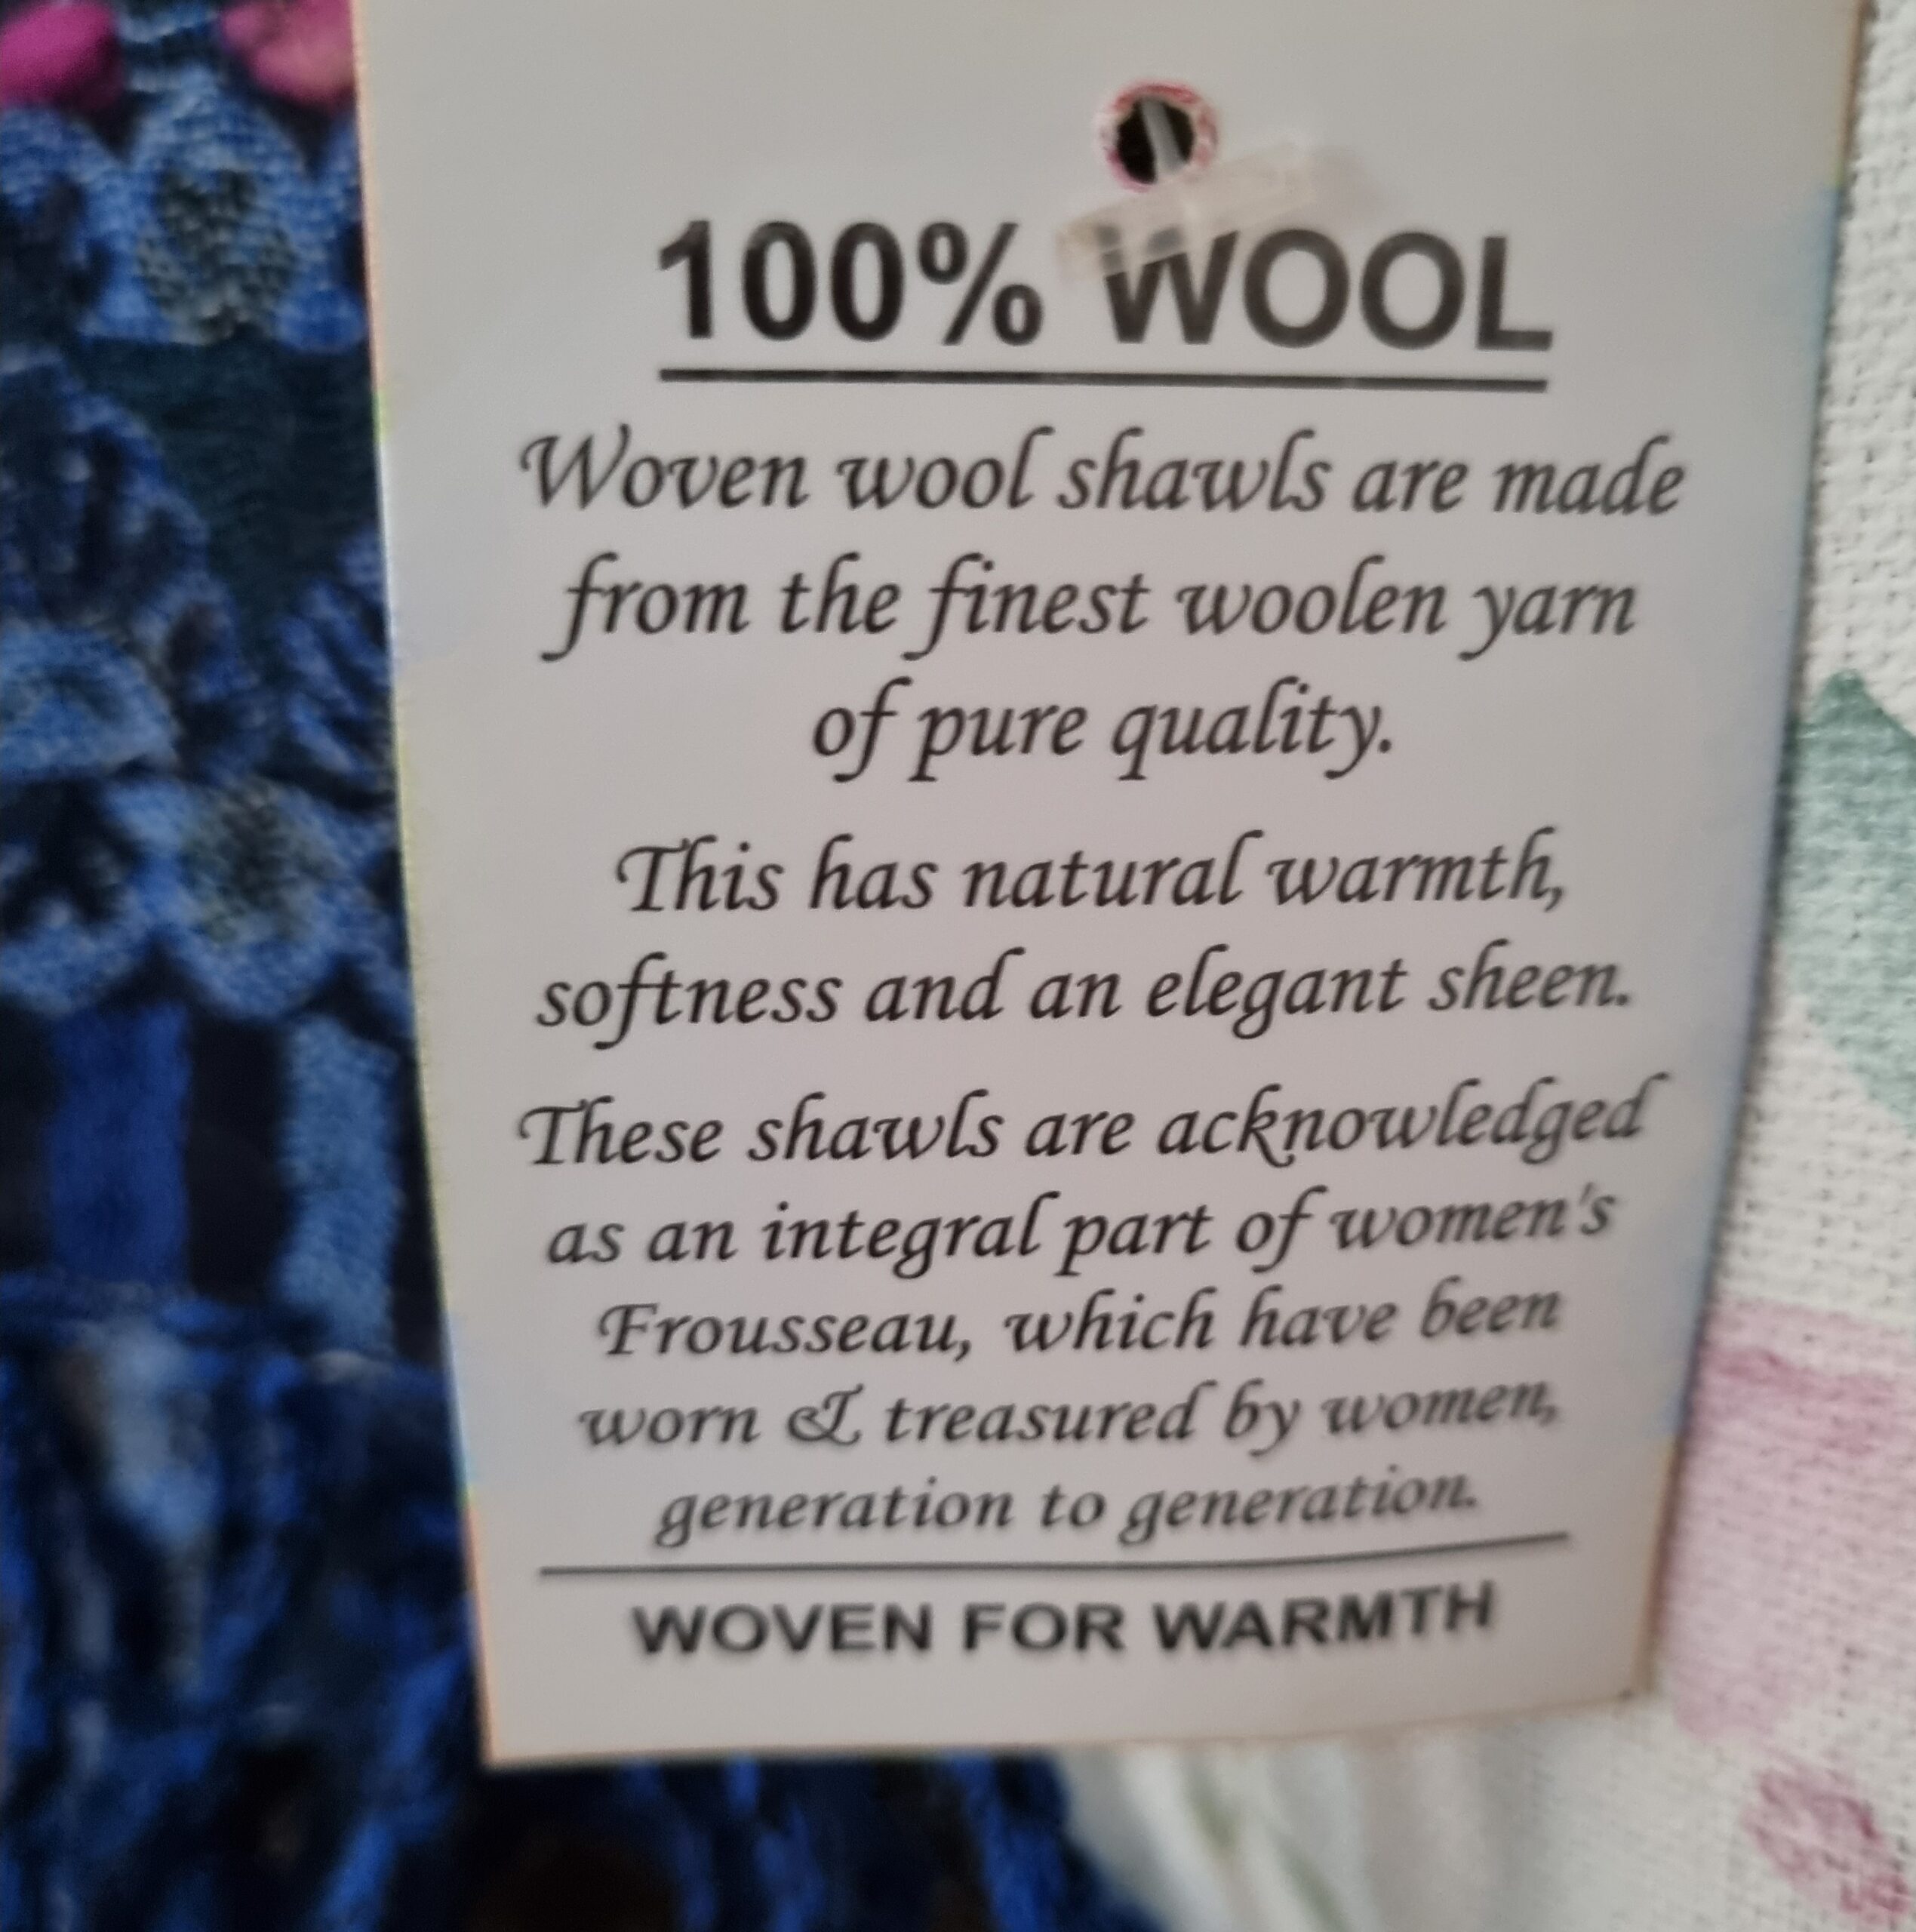 100% WOOL
Woven wool shawls are made
from the finest woolen yarn
of pure quality.
This has natural warmth,
softness and an elegant sheen.
These shawls are acknowledged
as an integral part of women's
Frousseau, which have been
worn & treasured by women,
generation to generation.
WOVEN FOR WARMTH